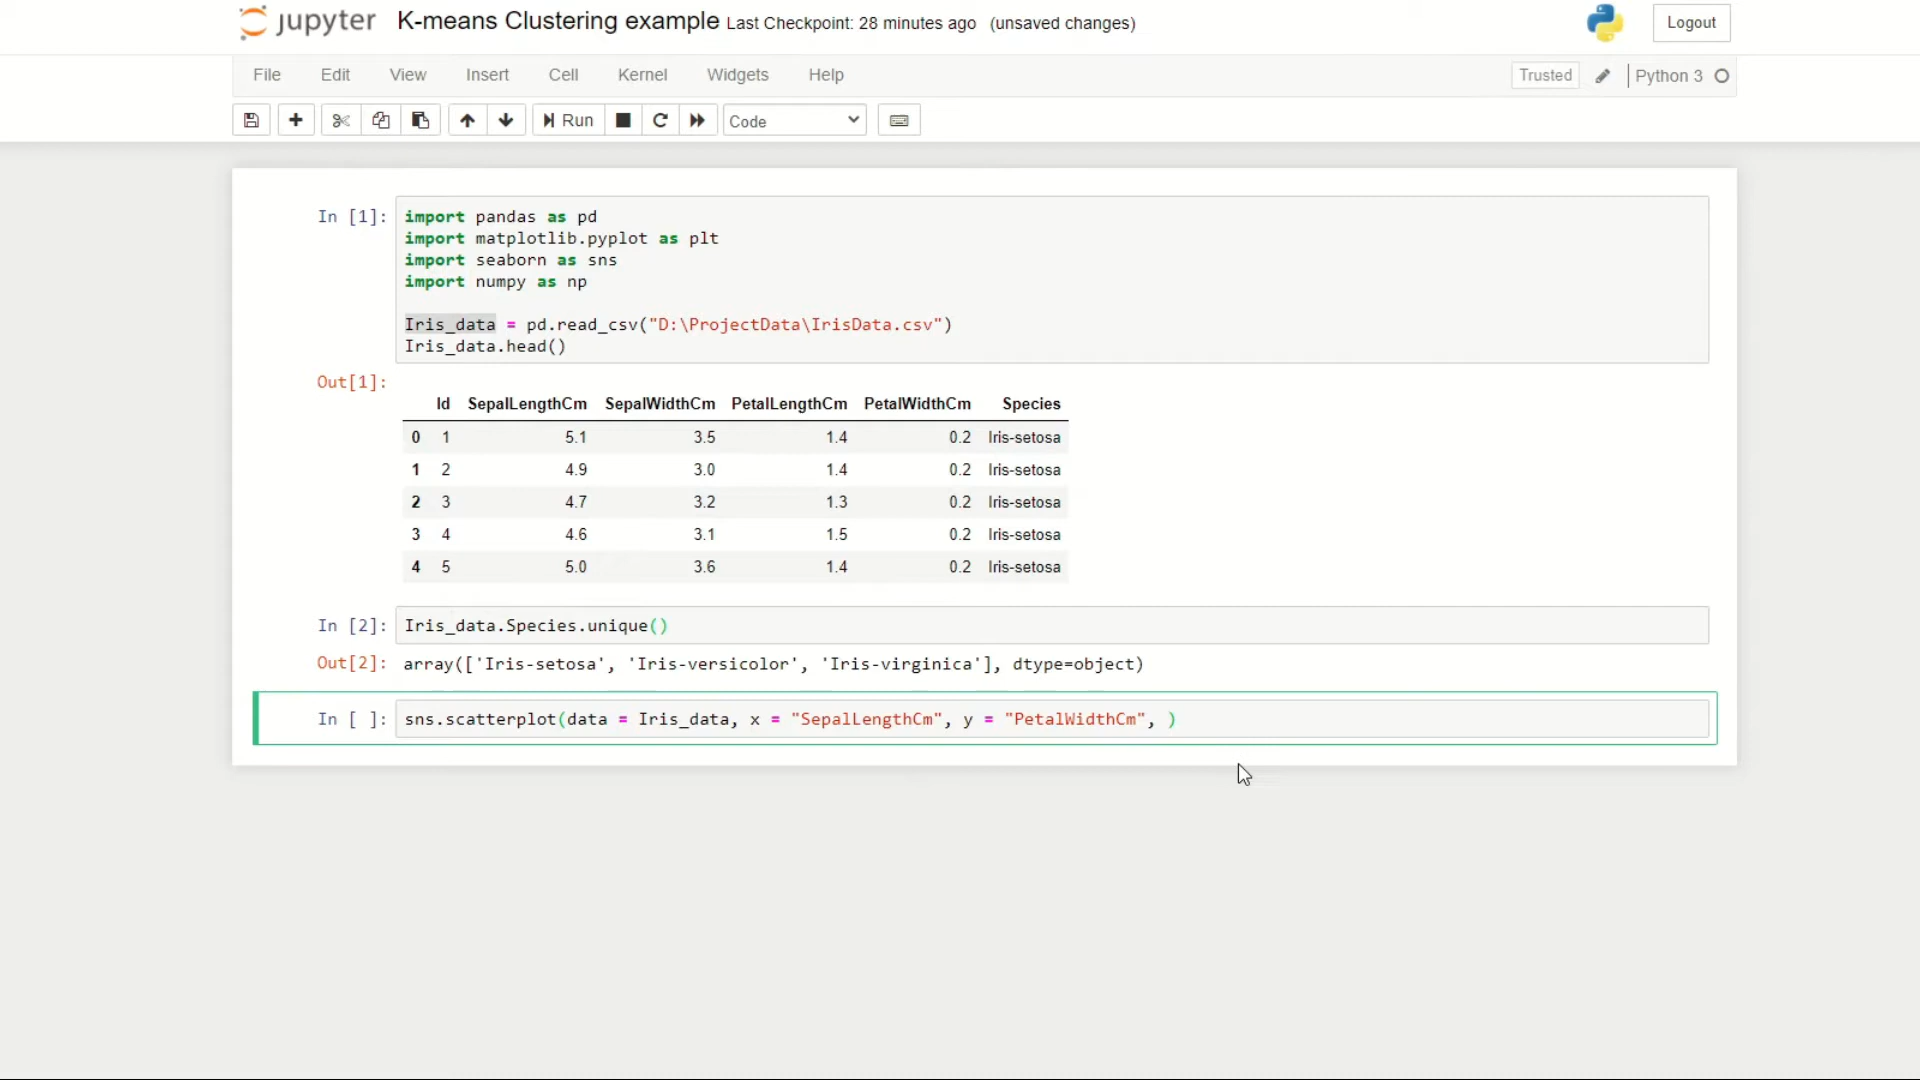 jupyter K-means Clustering example Last Checkpoint: 28 minutes ago (unsaved changes) Logout
File Edit View Insert Cell Kernel Widgets Help Trusted Python 3
Run Code
In [1]: import pandas as pd
import matplotlib.pyplot as plt
import seaborn as sns
import numpy as np
Iris_data = pd.read_csv("D:\ProjectData\IrisData.csv")
Iris_data.head()
Out[1]:
Id SepalLengthCm SepalWidthCm PetalLengthCm PetalWidthCm Species
0 1 5.1 3.5 1.4 0.2 Iris-setosa
1 2 4.9 3.0 1.4 0.2 Iris-setosa
2 3 4.7 3.2 1.3 0.2 Iris-setosa
3 4 4.6 3.1 1.5 0.2 Iris-setosa
4 5 5.0 3.6 1.4 0.2 Iris-setosa
In [2]: Iris_data.Species.unique()
Out[2]: array(['Iris-setosa', 'Iris-versicolor', 'Iris-virginica'], dtype=object)
In [ ]: sns.scatterplot(data = Iris_data, x = "SepalLengthCm", y = "PetalWidthCm", )